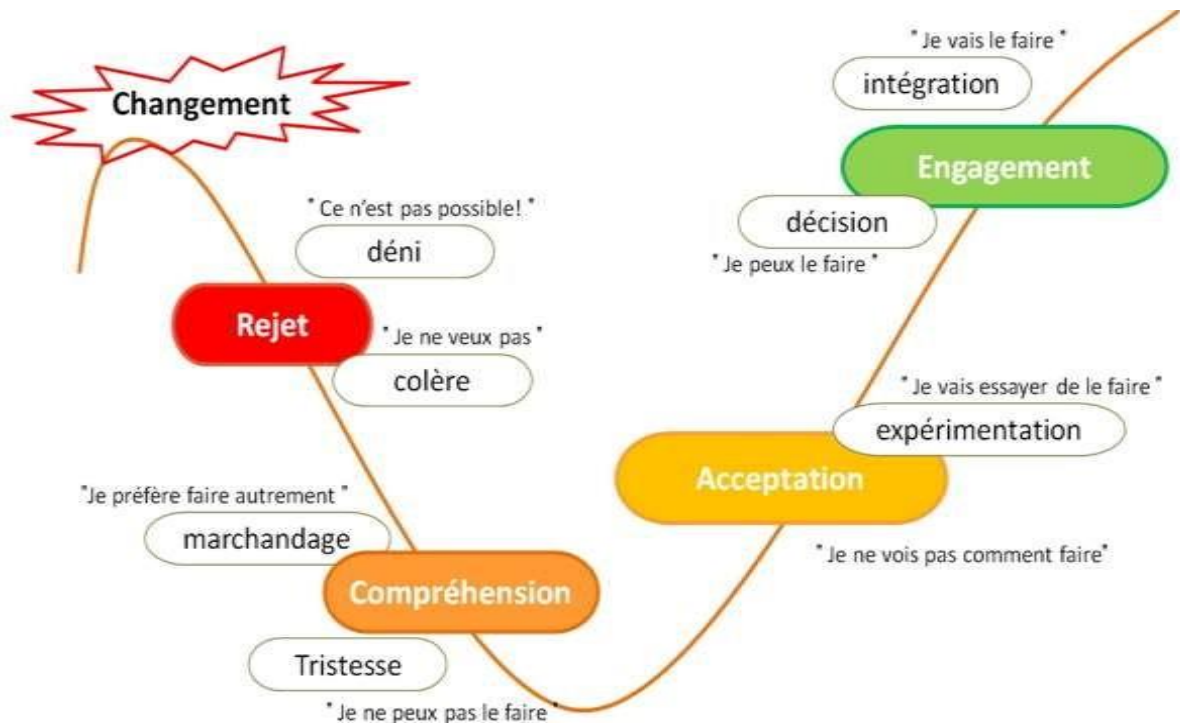 Changement
" Ce n'est pas possible! "
déni
Rejet
" Je ne veux pas "
colère
"Je préfère faire autrement "
marchandage
Compréhension
Tristesse
" Je ne peux pas le faire"
" Je ne vois pas comment faire"
Acceptation
expérimentation
" Je vais essayer de le faire "
" Je peux le faire "
décision
Engagement
intégration
" Je vais le faire "